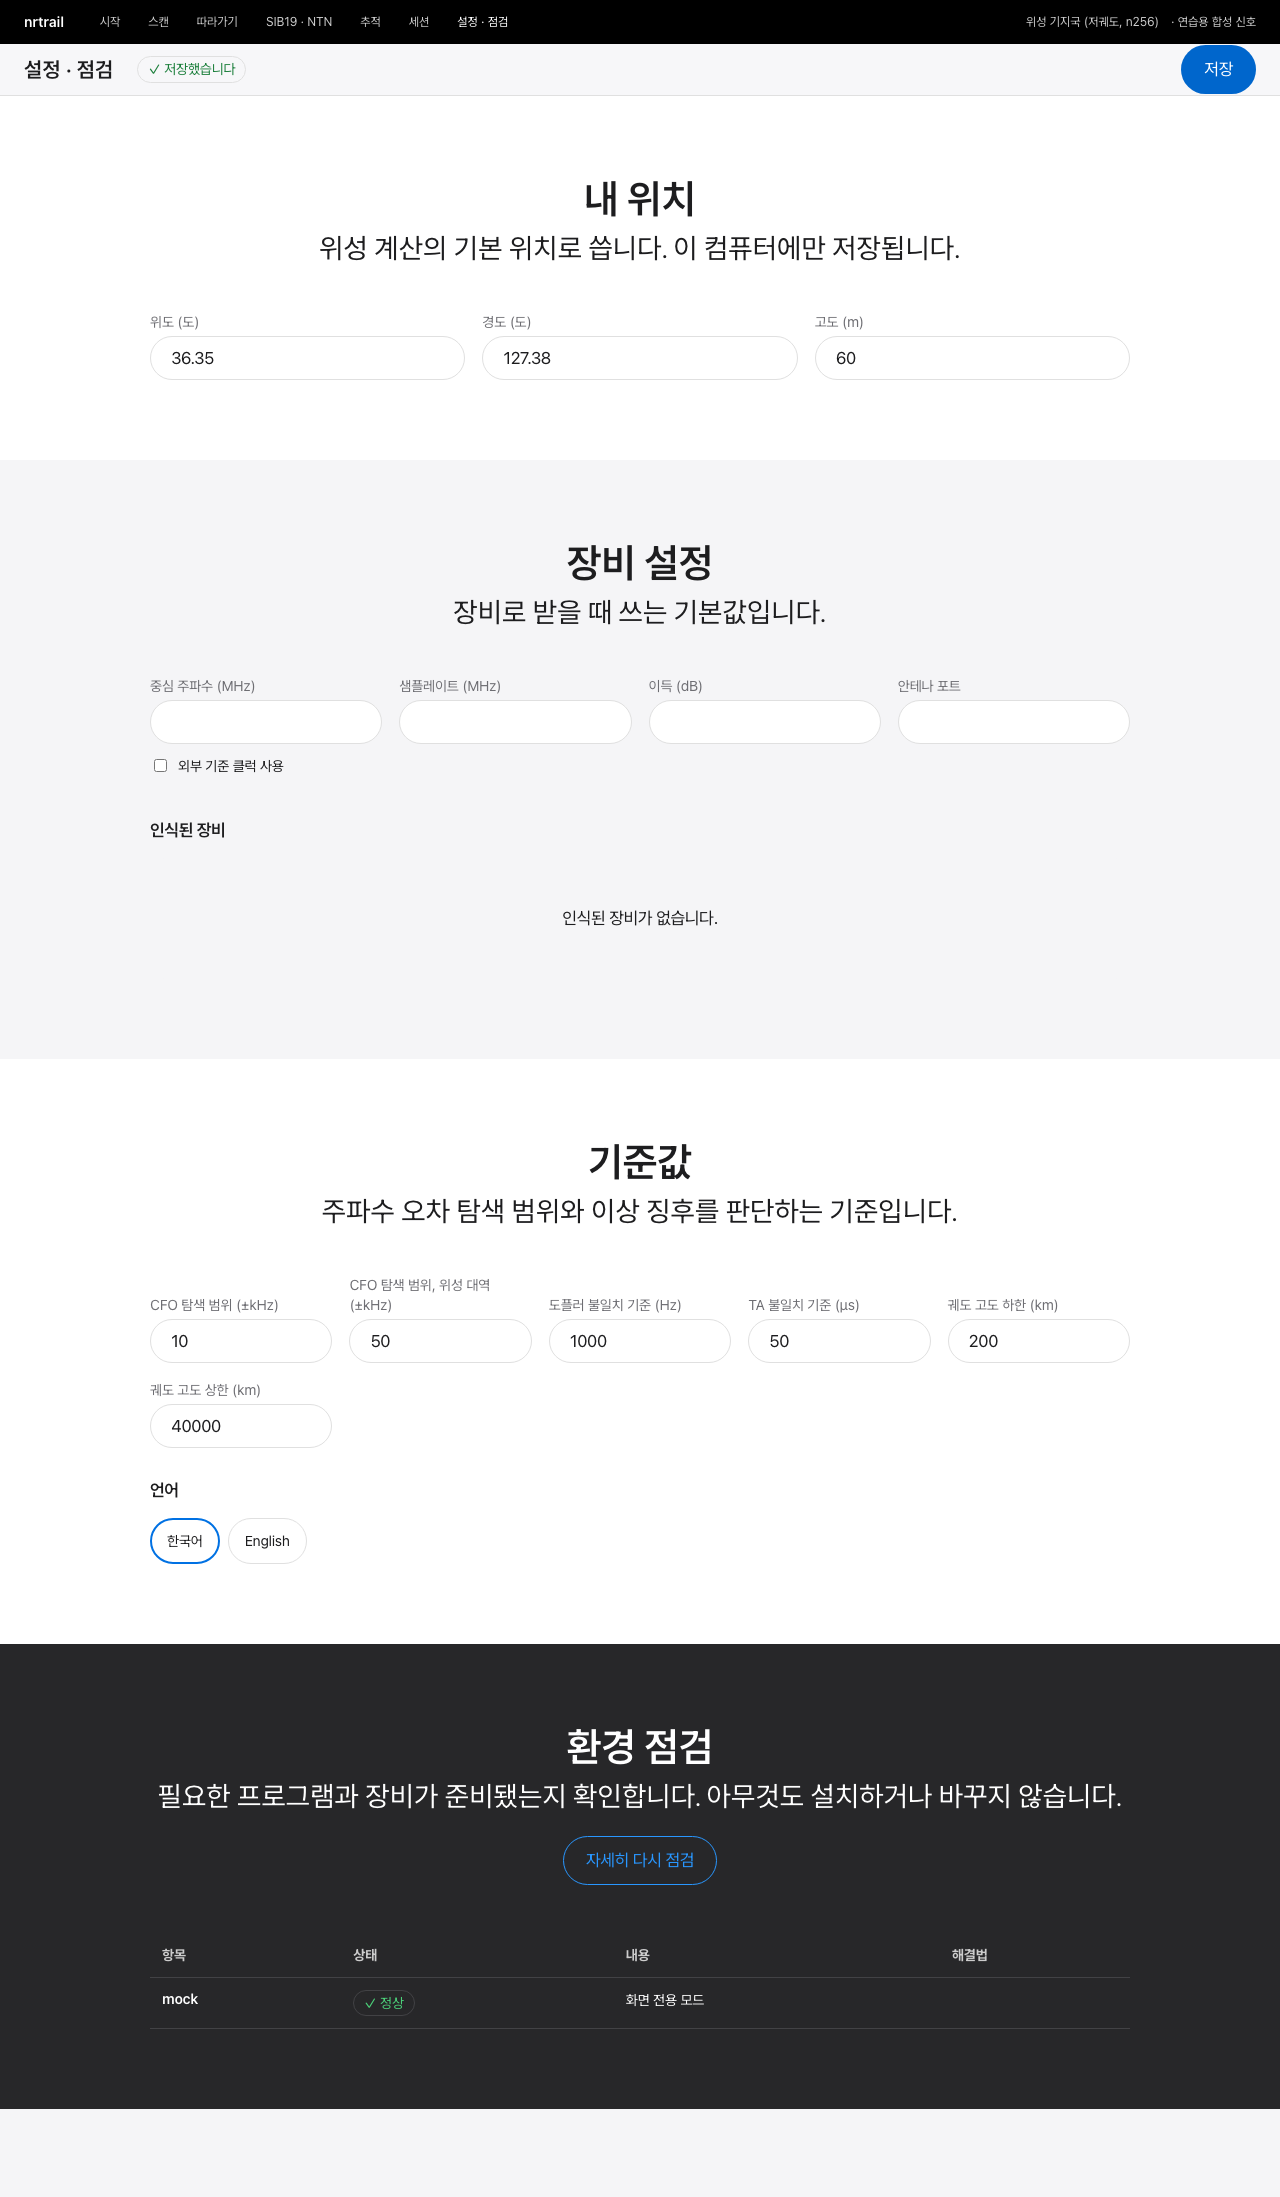 nrtrail 시작 스캔 따라가기 SIB19 · NTN 추적 세션 설정 · 점검 위성 기지국 (저궤도, n256) · 연습용 합성 신호
설정 · 점검 ✓ 저장했습니다 저장
내 위치
위성 계산의 기본 위치로 씁니다. 이 컴퓨터에만 저장됩니다.
위도 (도) 경도 (도) 고도 (m)
36.35 127.38 60
장비 설정
장비로 받을 때 쓰는 기본값입니다.
중심 주파수 (MHz) 샘플레이트 (MHz) 이득 (dB) 안테나 포트
외부 기준 클럭 사용
인식된 장비
인식된 장비가 없습니다.
기준값
주파수 오차 탐색 범위와 이상 징후를 판단하는 기준입니다.
CFO 탐색 범위 (±kHz) CFO 탐색 범위, 위성 대역
(±kHz) 도플러 불일치 기준 (Hz) TA 불일치 기준 (µs) 궤도 고도 하한 (km)
10 50 1000 50 200
궤도 고도 상한 (km)
40000
언어
한국어 English
환경 점검
필요한 프로그램과 장비가 준비됐는지 확인합니다. 아무것도 설치하거나 바꾸지 않습니다.
자세히 다시 점검
항목 상태 내용 해결법
mock ✓ 정상 화면 전용 모드